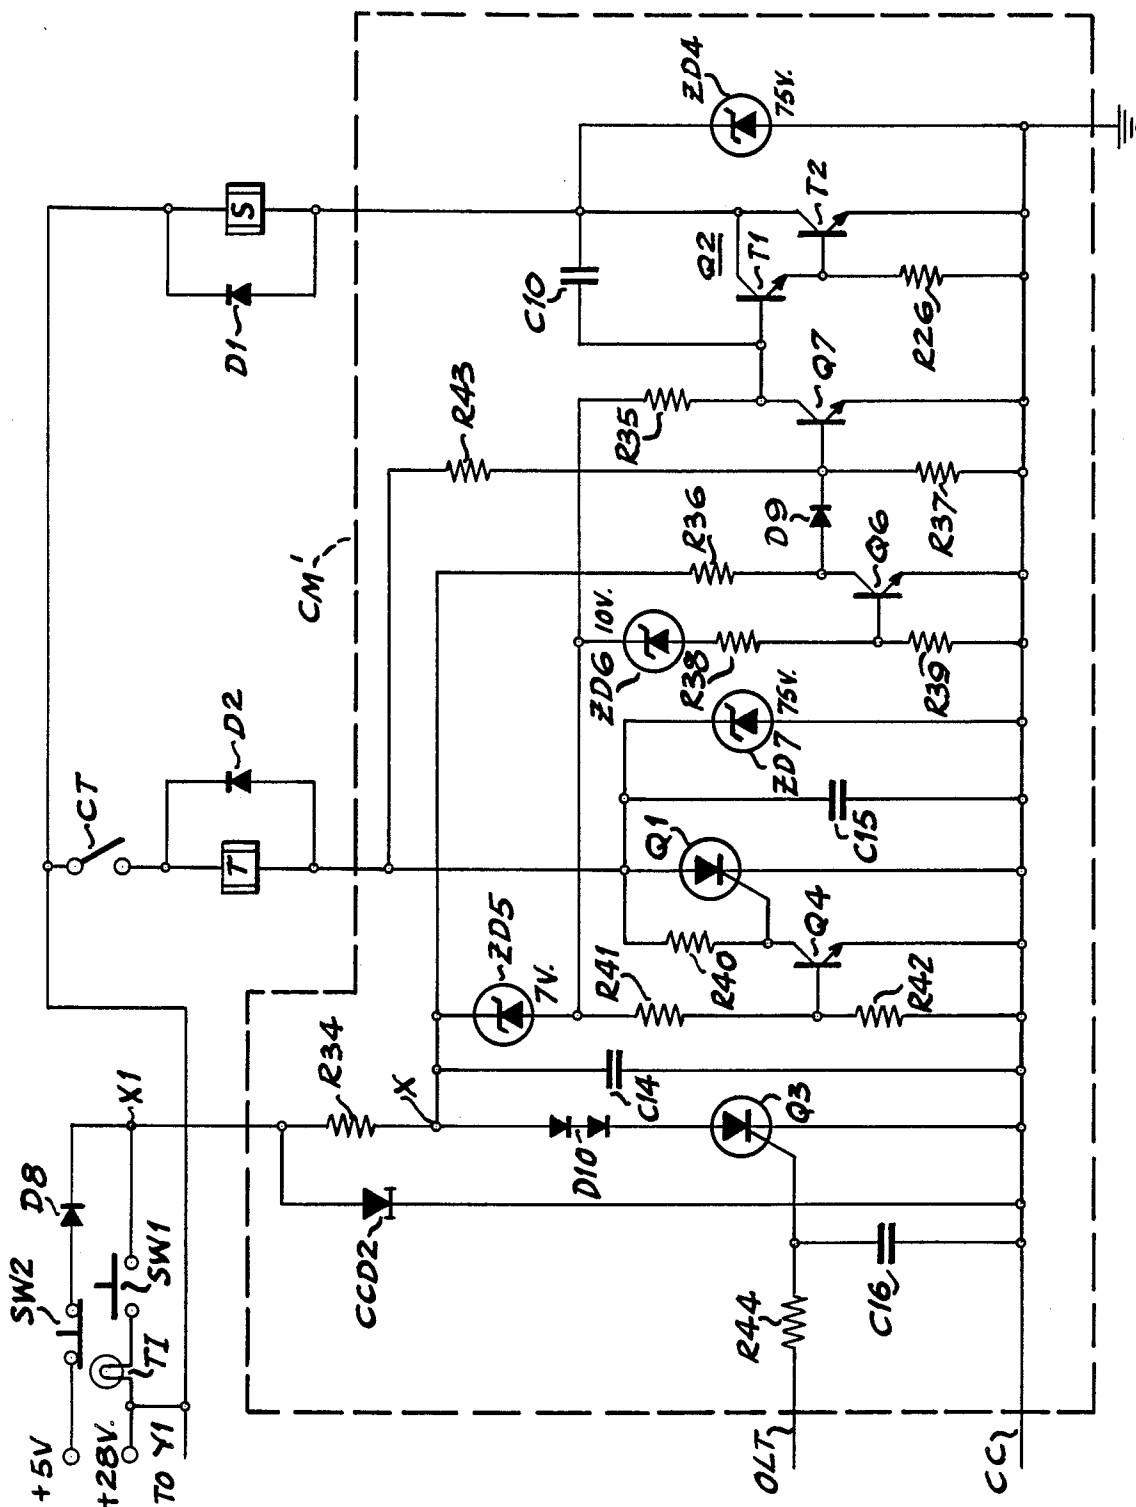 +5V
SW2
D8
+28V.
TI
SW1
X1
TO Y1
CT
T
D2
D1
S
CM'
R34
X
CCD2
R43
ZD5
7V.
C14
D10
R41
R40
Q1
ZD6
10V.
R38
R36
R35
C10
Q2
T1
ZD4
75V.
T2
R44
OLT
C16
Q3
R42
Q4
C15
ZD7
75V.
R39
Q6
D9
R37
Q7
R26
CC